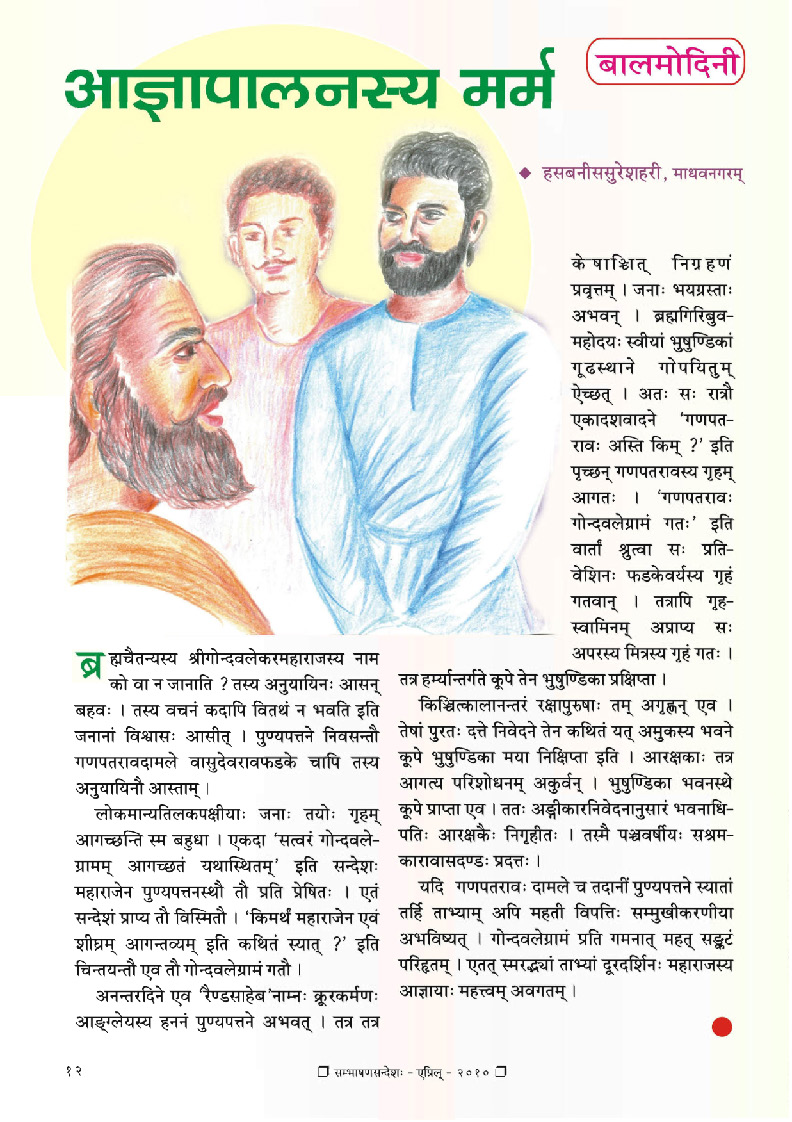 बालमोदिनी
आज्ञापालनस्य मर्म
◆ हसबनीससुरेशहरी, माधवनगरम्
ब्रह्मचैतन्यस्य श्रीगोन्दवलेकरमहाराजस्य नाम
को वा न जानाति ? तस्य अनुयायिनः आसन्
बहवः । तस्य वचनं कदापि वितथं न भवति इति
जनानां विश्वासः आसीत् । पुण्यपत्तने निवसन्तौ
गणपतरावदामले वासुदेवरावफडके चापि तस्य
अनुयायिनौ आस्ताम् ।
लोकमान्यतिलकपक्षीयाः जनाः तयोः गृहम्
आगच्छन्ति स्म बहुधा । एकदा ‘सत्वरं गोन्दवले-
ग्रामम् आगच्छतं यथास्थितम्’ इति सन्देशः
महाराजेन पुण्यपत्तनस्थौ तौ प्रति प्रेषितः । एतं
सन्देशं प्राप्य तौ विस्मितौ । ‘किमर्थं महाराजेन एवं
शीघ्रम् आगन्तव्यम् इति कथितं स्यात् ?’ इति
चिन्तयन्तौ एव तौ गोन्दवलेग्रामं गतौ ।
अनन्तरदिने एव ‘रैण्डसाहेब’नाम्नः क्रूरकर्मणः
आङ्ग्लेयस्य हननं पुण्यपत्तने अभवत् । तत्र तत्र
केषाञ्चित् निग्रहणं
प्रवृत्तम् । जनाः भयग्रस्ताः
अभवन् । ब्रह्मगिरिबुव-
महोदयः स्वीयां भुषुण्डिकां
गूढस्थाने गोपयितुम्
ऐच्छत् । अतः सः रात्रौ
एकादशवादने ‘गणपत-
रावः अस्ति किम् ?’ इति
पृच्छन् गणपतरावस्य गृहम्
आगतः । ‘गणपतरावः
गोन्दवलेग्रामं गतः’ इति
वार्तां श्रुत्वा सः प्रति-
वेशिनः फडकेवर्यस्य गृहं
गतवान् । तत्रापि गृह-
स्वामिनम् अप्राप्य सः
अपरस्य मित्रस्य गृहं गतः ।
तत्र हर्म्यान्तर्गते कूपे तेन भुषुण्डिका प्रक्षिप्ता ।
किञ्चित्कालानन्तरं रक्षापुरुषाः तम् अगृह्णन् एव ।
तेषां पुरतः दत्ते निवेदने तेन कथितं यत् अमुकस्य भवने
कूपे भुषुण्डिका मया निक्षिप्ता इति । आरक्षकाः तत्र
आगत्य परिशोधनम् अकुर्वन् । भुषुण्डिका भवनस्थे
कूपे प्राप्ता एव । ततः अङ्गीकारनिवेदनानुसारं भवनाधि-
पतिः आरक्षकैः निगृहीतः । तस्मै पञ्चवर्षीयः सश्रम-
कारावासदण्डः प्रदत्तः ।
यदि गणपतरावः दामले च तदानीं पुण्यपत्तने स्यातां
तर्हि ताभ्याम् अपि महती विपत्तिः सम्मुखीकरणीया
अभविष्यत् । गोन्दवलेग्रामं प्रति गमनात् महत् सङ्कटं
परिहृतम् । एतत् स्मरद्भ्यां ताभ्यां दूरदर्शिनः महाराजस्य
आज्ञायाः महत्त्वम् अवगतम् ।
१२
❐ सम्भाषणसन्देशः - एप्रिल् - २०१० ❐